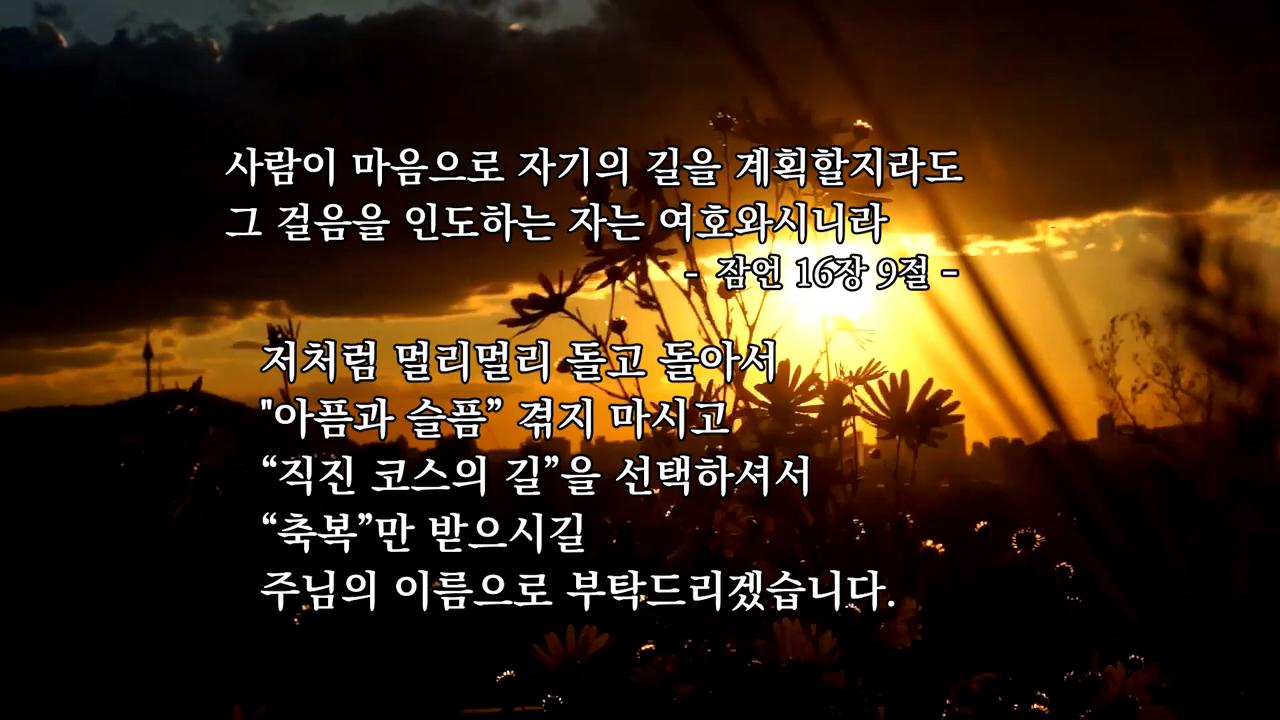 사람이 마음으로 자기의 길을 계획할지라도
그 걸음을 인도하는 자는 여호와시니라
- 잠언 16장 9절 -
저처럼 멀리멀리 돌고 돌아서
"아픔과 슬픔” 겪지 마시고
“직진 코스의 길”을 선택하셔서
“축복”만 받으시길
주님의 이름으로 부탁드리겠습니다.